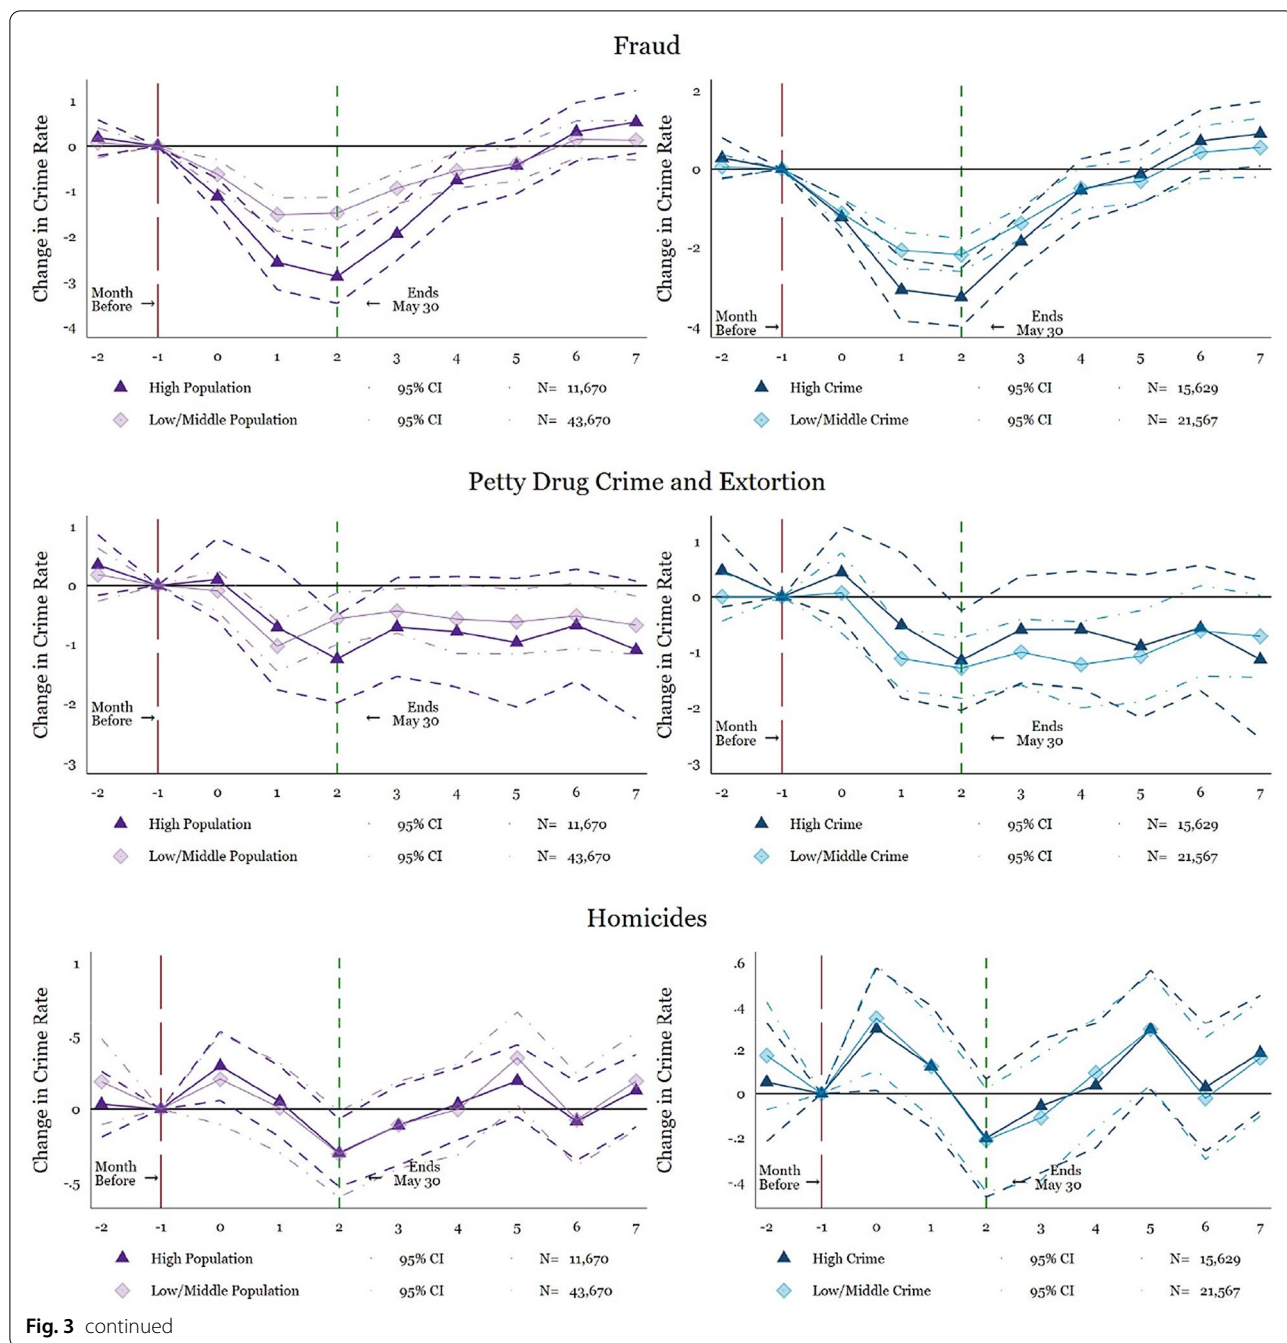 Fraud
Change in Crime Rate
1
0
-1
-2
-3
-4
Month
Before →
← Ends
May 30
-2 -1 0 1 2 3 4 5 6 7
High Population 95% CI N= 11,670
Low/Middle Population 95% CI N= 43,670
Change in Crime Rate
2
0
-2
-4
Month
Before →
← Ends
May 30
-2 -1 0 1 2 3 4 5 6 7
High Crime 95% CI N= 15,629
Low/Middle Crime 95% CI N= 21,567
Petty Drug Crime and Extortion
Change in Crime Rate
1
0
-1
-2
-3
Month
Before →
← Ends
May 30
-2 -1 0 1 2 3 4 5 6 7
High Population 95% CI N= 11,670
Low/Middle Population 95% CI N= 43,670
Change in Crime Rate
1
0
-1
-2
-3
Month
Before →
← Ends
May 30
-2 -1 0 1 2 3 4 5 6 7
High Crime 95% CI N= 15,629
Low/Middle Crime 95% CI N= 21,567
Homicides
Change in Crime Rate
1
.5
0
-.5
Month
Before →
← Ends
May 30
-2 -1 0 1 2 3 4 5 6 7
High Population 95% CI N= 11,670
Low/Middle Population 95% CI N= 43,670
Change in Crime Rate
.6
.4
.2
0
-.2
-.4
Month
Before →
← Ends
May 30
-2 -1 0 1 2 3 4 5 6 7
High Crime 95% CI N= 15,629
Low/Middle Crime 95% CI N= 21,567
Fig. 3 continued